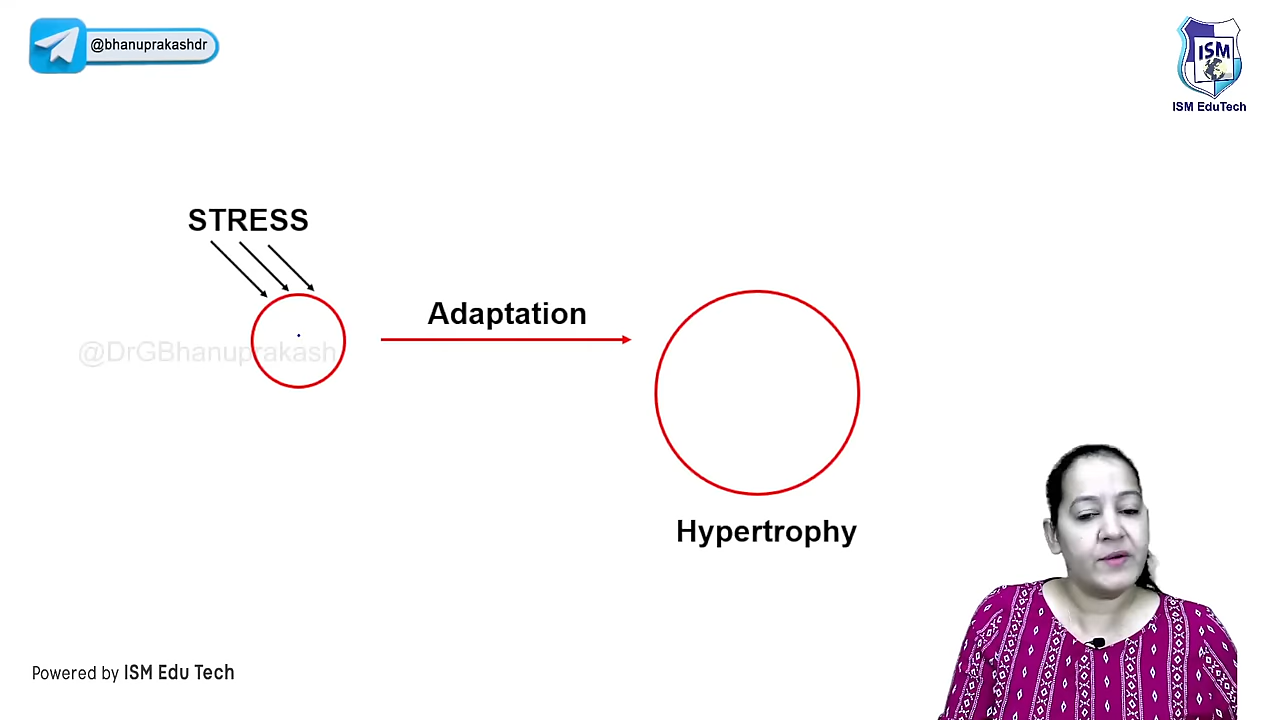 @bhanuprakashdr
ISM
ISM EduTech
STRESS
Adaptation
@DrGBhanuprakash
Hypertrophy
Powered by ISM Edu Tech